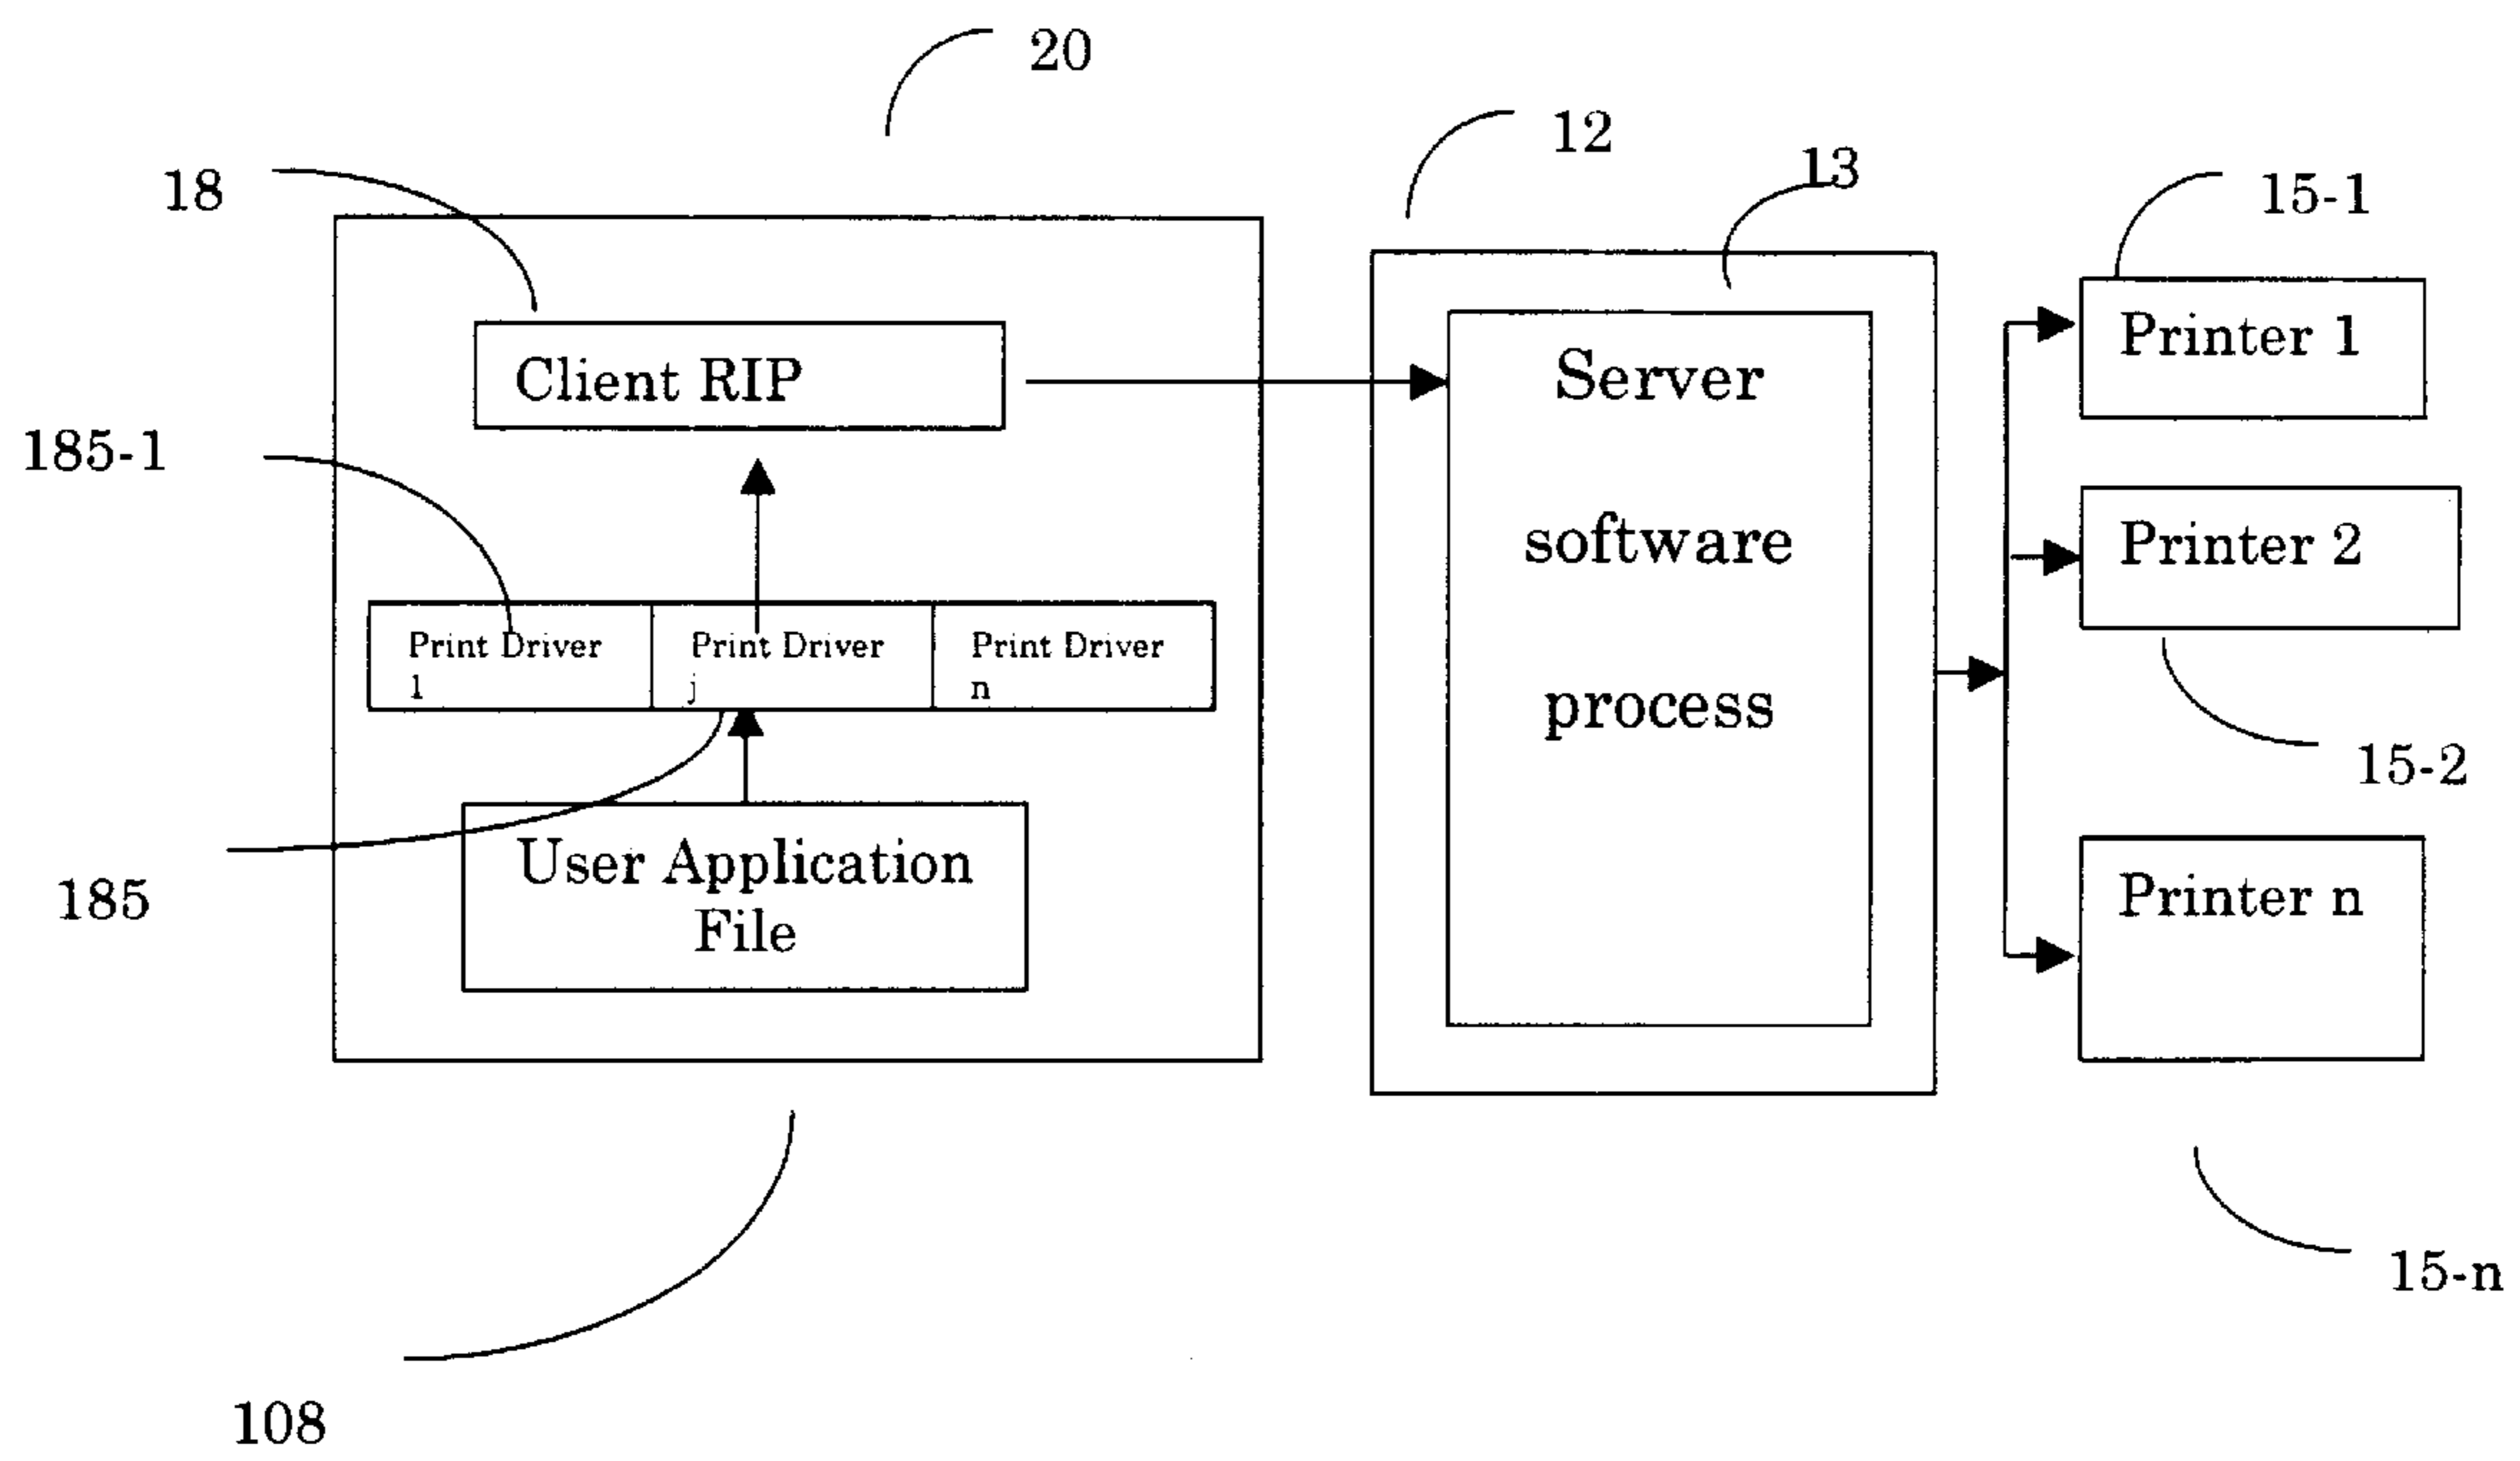 20
12
13
18
15-1
Client RIP
Server
Printer 1
185-1
software
Printer 2
Print Driver
1
Print Driver
j
Print Driver
n
process
15-2
User Application
File
185
Printer n
15-n
108